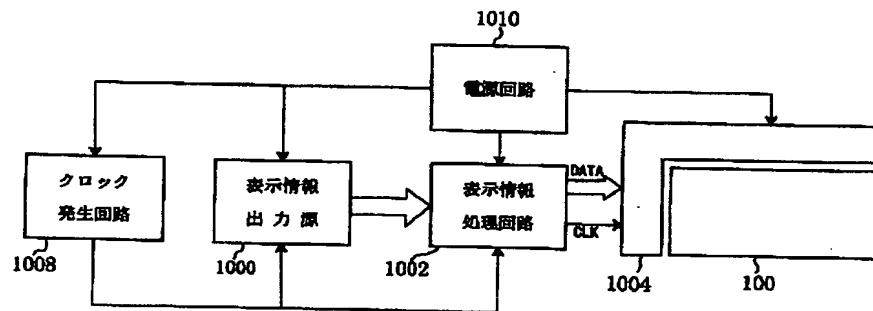 1010
電源回路
クロック
発生回路
1008
表示情報
出力源
1000
表示情報
処理回路
1002
DATA
CLK
1004
100